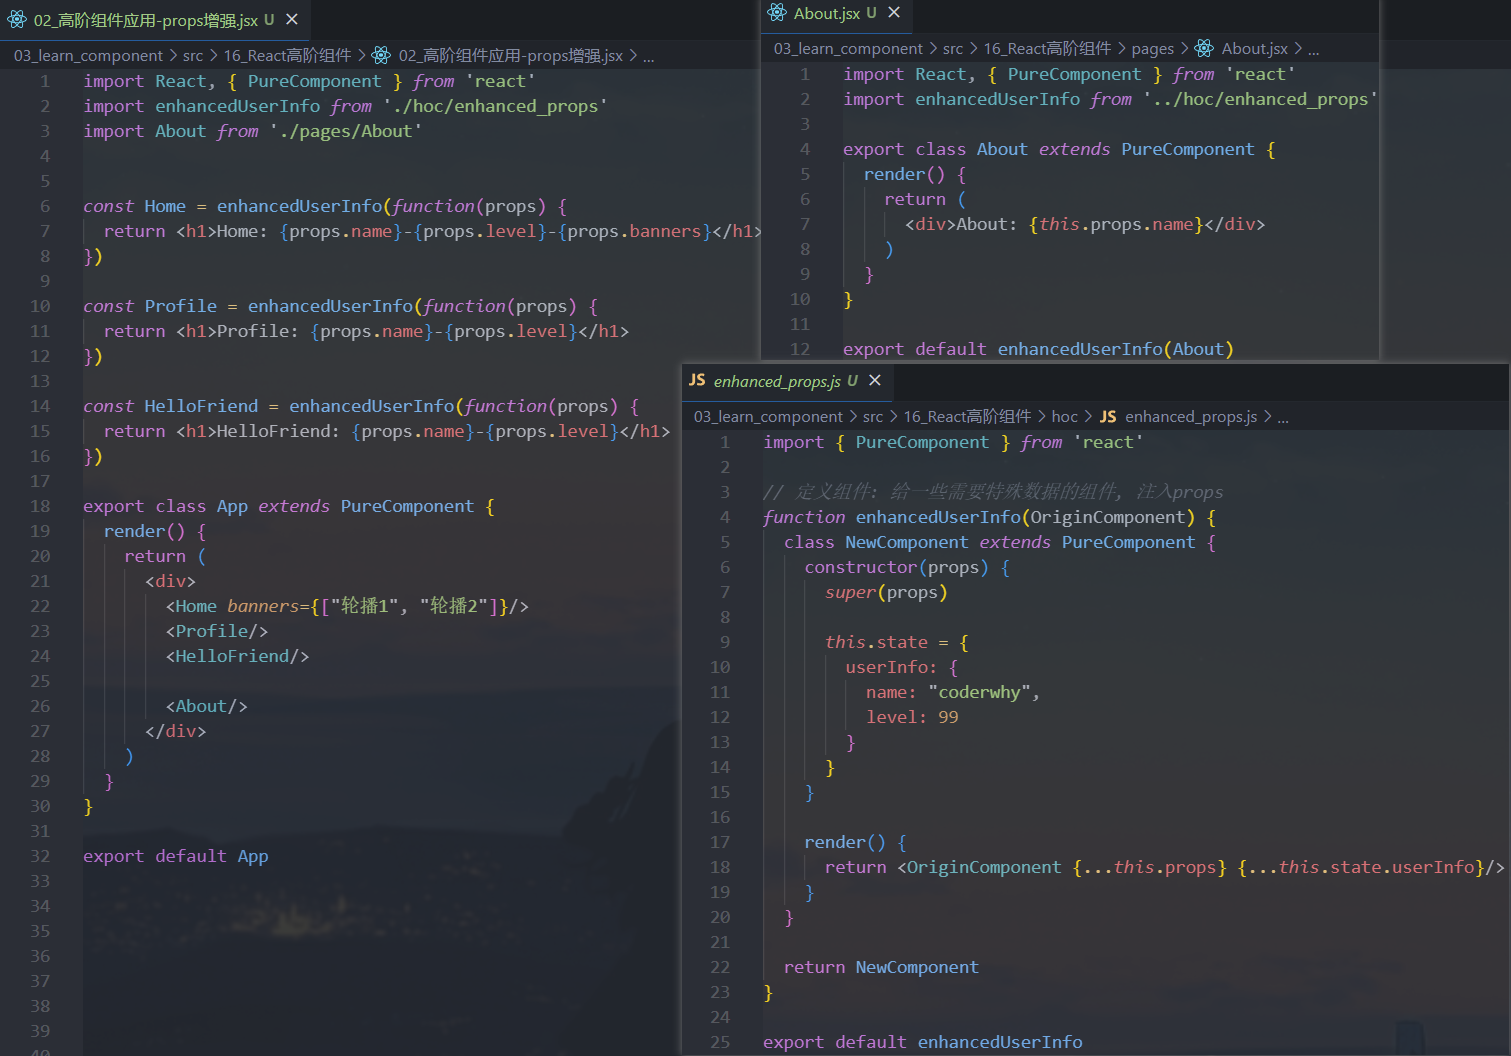 02_高阶组件应用-props增强.jsx U ×
03_learn_component > src > 16_React高阶组件 > 02_高阶组件应用-props增强.jsx > ...
1 import React, { PureComponent } from 'react'
2 import enhancedUserInfo from './hoc/enhanced_props'
3 import About from './pages/About'
4
5
6 const Home = enhancedUserInfo(function(props) {
7   return <h1>Home: {props.name}-{props.level}-{props.banners}</h1>
8 })
9
10 const Profile = enhancedUserInfo(function(props) {
11   return <h1>Profile: {props.name}-{props.level}</h1>
12 })
13
14 const HelloFriend = enhancedUserInfo(function(props) {
15   return <h1>HelloFriend: {props.name}-{props.level}</h1>
16 })
17
18 export class App extends PureComponent {
19   render() {
20     return (
21       <div>
22         <Home banners={["轮播1", "轮播2"]}/>
23         <Profile/>
24         <HelloFriend/>
25
26         <About/>
27       </div>
28     )
29   }
30 }
31
32 export default App
33
34
35
36
37
38
39
40
About.jsx U ×
03_learn_component > src > 16_React高阶组件 > pages > About.jsx > ...
1 import React, { PureComponent } from 'react'
2 import enhancedUserInfo from '../hoc/enhanced_props'
3
4 export class About extends PureComponent {
5   render() {
6     return (
7       <div>About: {this.props.name}</div>
8     )
9   }
10 }
11
12 export default enhancedUserInfo(About)
JS enhanced_props.js U ×
03_learn_component > src > 16_React高阶组件 > hoc > JS enhanced_props.js > ...
1 import { PureComponent } from 'react'
2
3 // 定义组件: 给一些需要特殊数据的组件, 注入props
4 function enhancedUserInfo(OriginComponent) {
5   class NewComponent extends PureComponent {
6     constructor(props) {
7       super(props)
8
9       this.state = {
10         userInfo: {
11           name: "coderwhy",
12           level: 99
13         }
14       }
15     }
16
17     render() {
18       return <OriginComponent {...this.props} {...this.state.userInfo}/>
19     }
20   }
21
22   return NewComponent
23 }
24
25 export default enhancedUserInfo